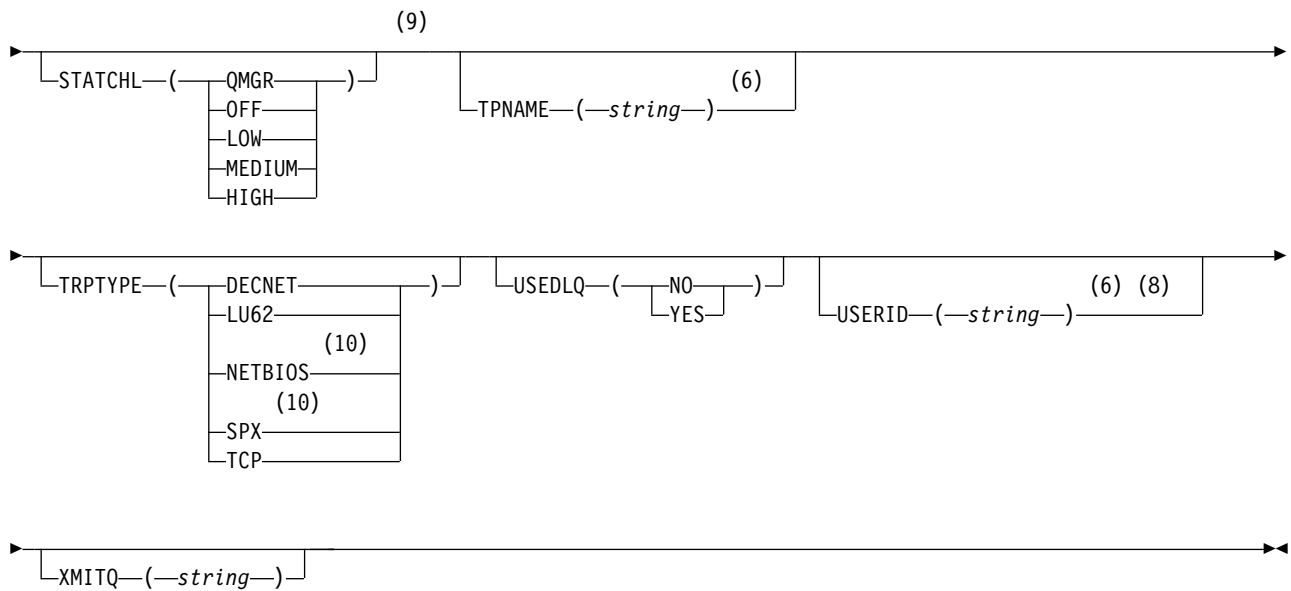 (9)
STATCHL ( QMGR )
OFF
LOW
MEDIUM
HIGH
(6)
TPNAME ( string )
TRPTYPE ( DECNET )
LU62
(10)
NETBIOS
(10)
SPX
TCP
USEDLQ ( NO )
YES
(6) (8)
USERID ( string )
XMITQ ( string )